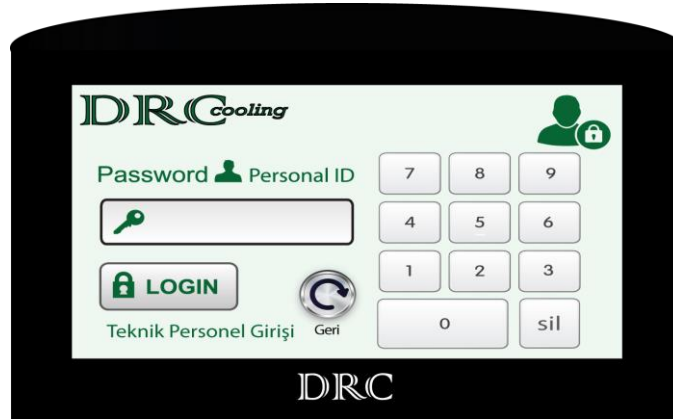 DRCcooling
Password Personal ID
LOGIN
Teknik Personel Girişi
Geri
7 8 9
4 5 6
1 2 3
0 sil
DRC